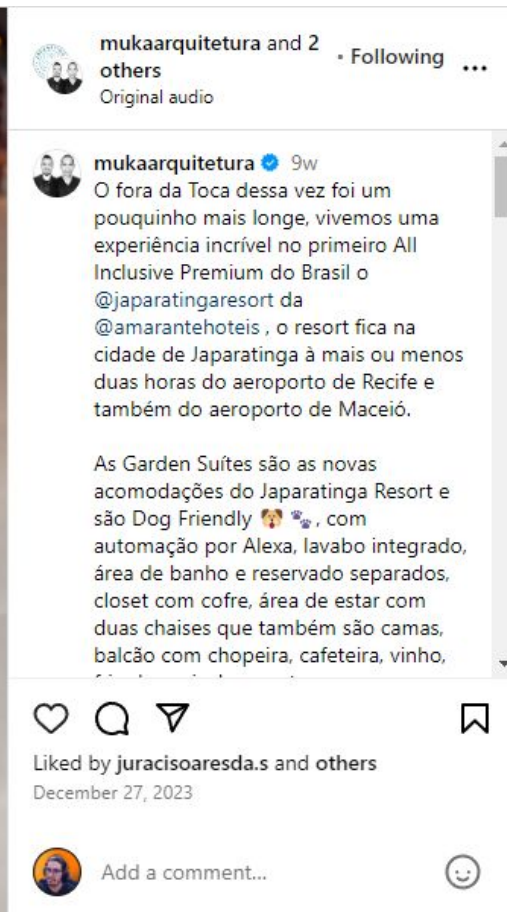 mukaarquitetura and 2
others
• Following
...
Original audio
mukaarquitetura 9w
O fora da Toca dessa vez foi um
pouquinho mais longe, vivemos uma
experiência incrível no primeiro All
Inclusive Premium do Brasil o
@japaratingaresort da
@amarantehoteis , o resort fica na
cidade de Japaratinga à mais ou menos
duas horas do aeroporto de Recife e
também do aeroporto de Maceió.
As Garden Suítes são as novas
acomodações do Japaratinga Resort e
são Dog Friendly 🐶 🐾 , com
automação por Alexa, lavabo integrado,
área de banho e reservado separados,
closet com cofre, área de estar com
duas chaises que também são camas,
balcão com chopeira, cafeteira, vinho,
Liked by juracisoaresda.s and others
December 27, 2023
Add a comment...